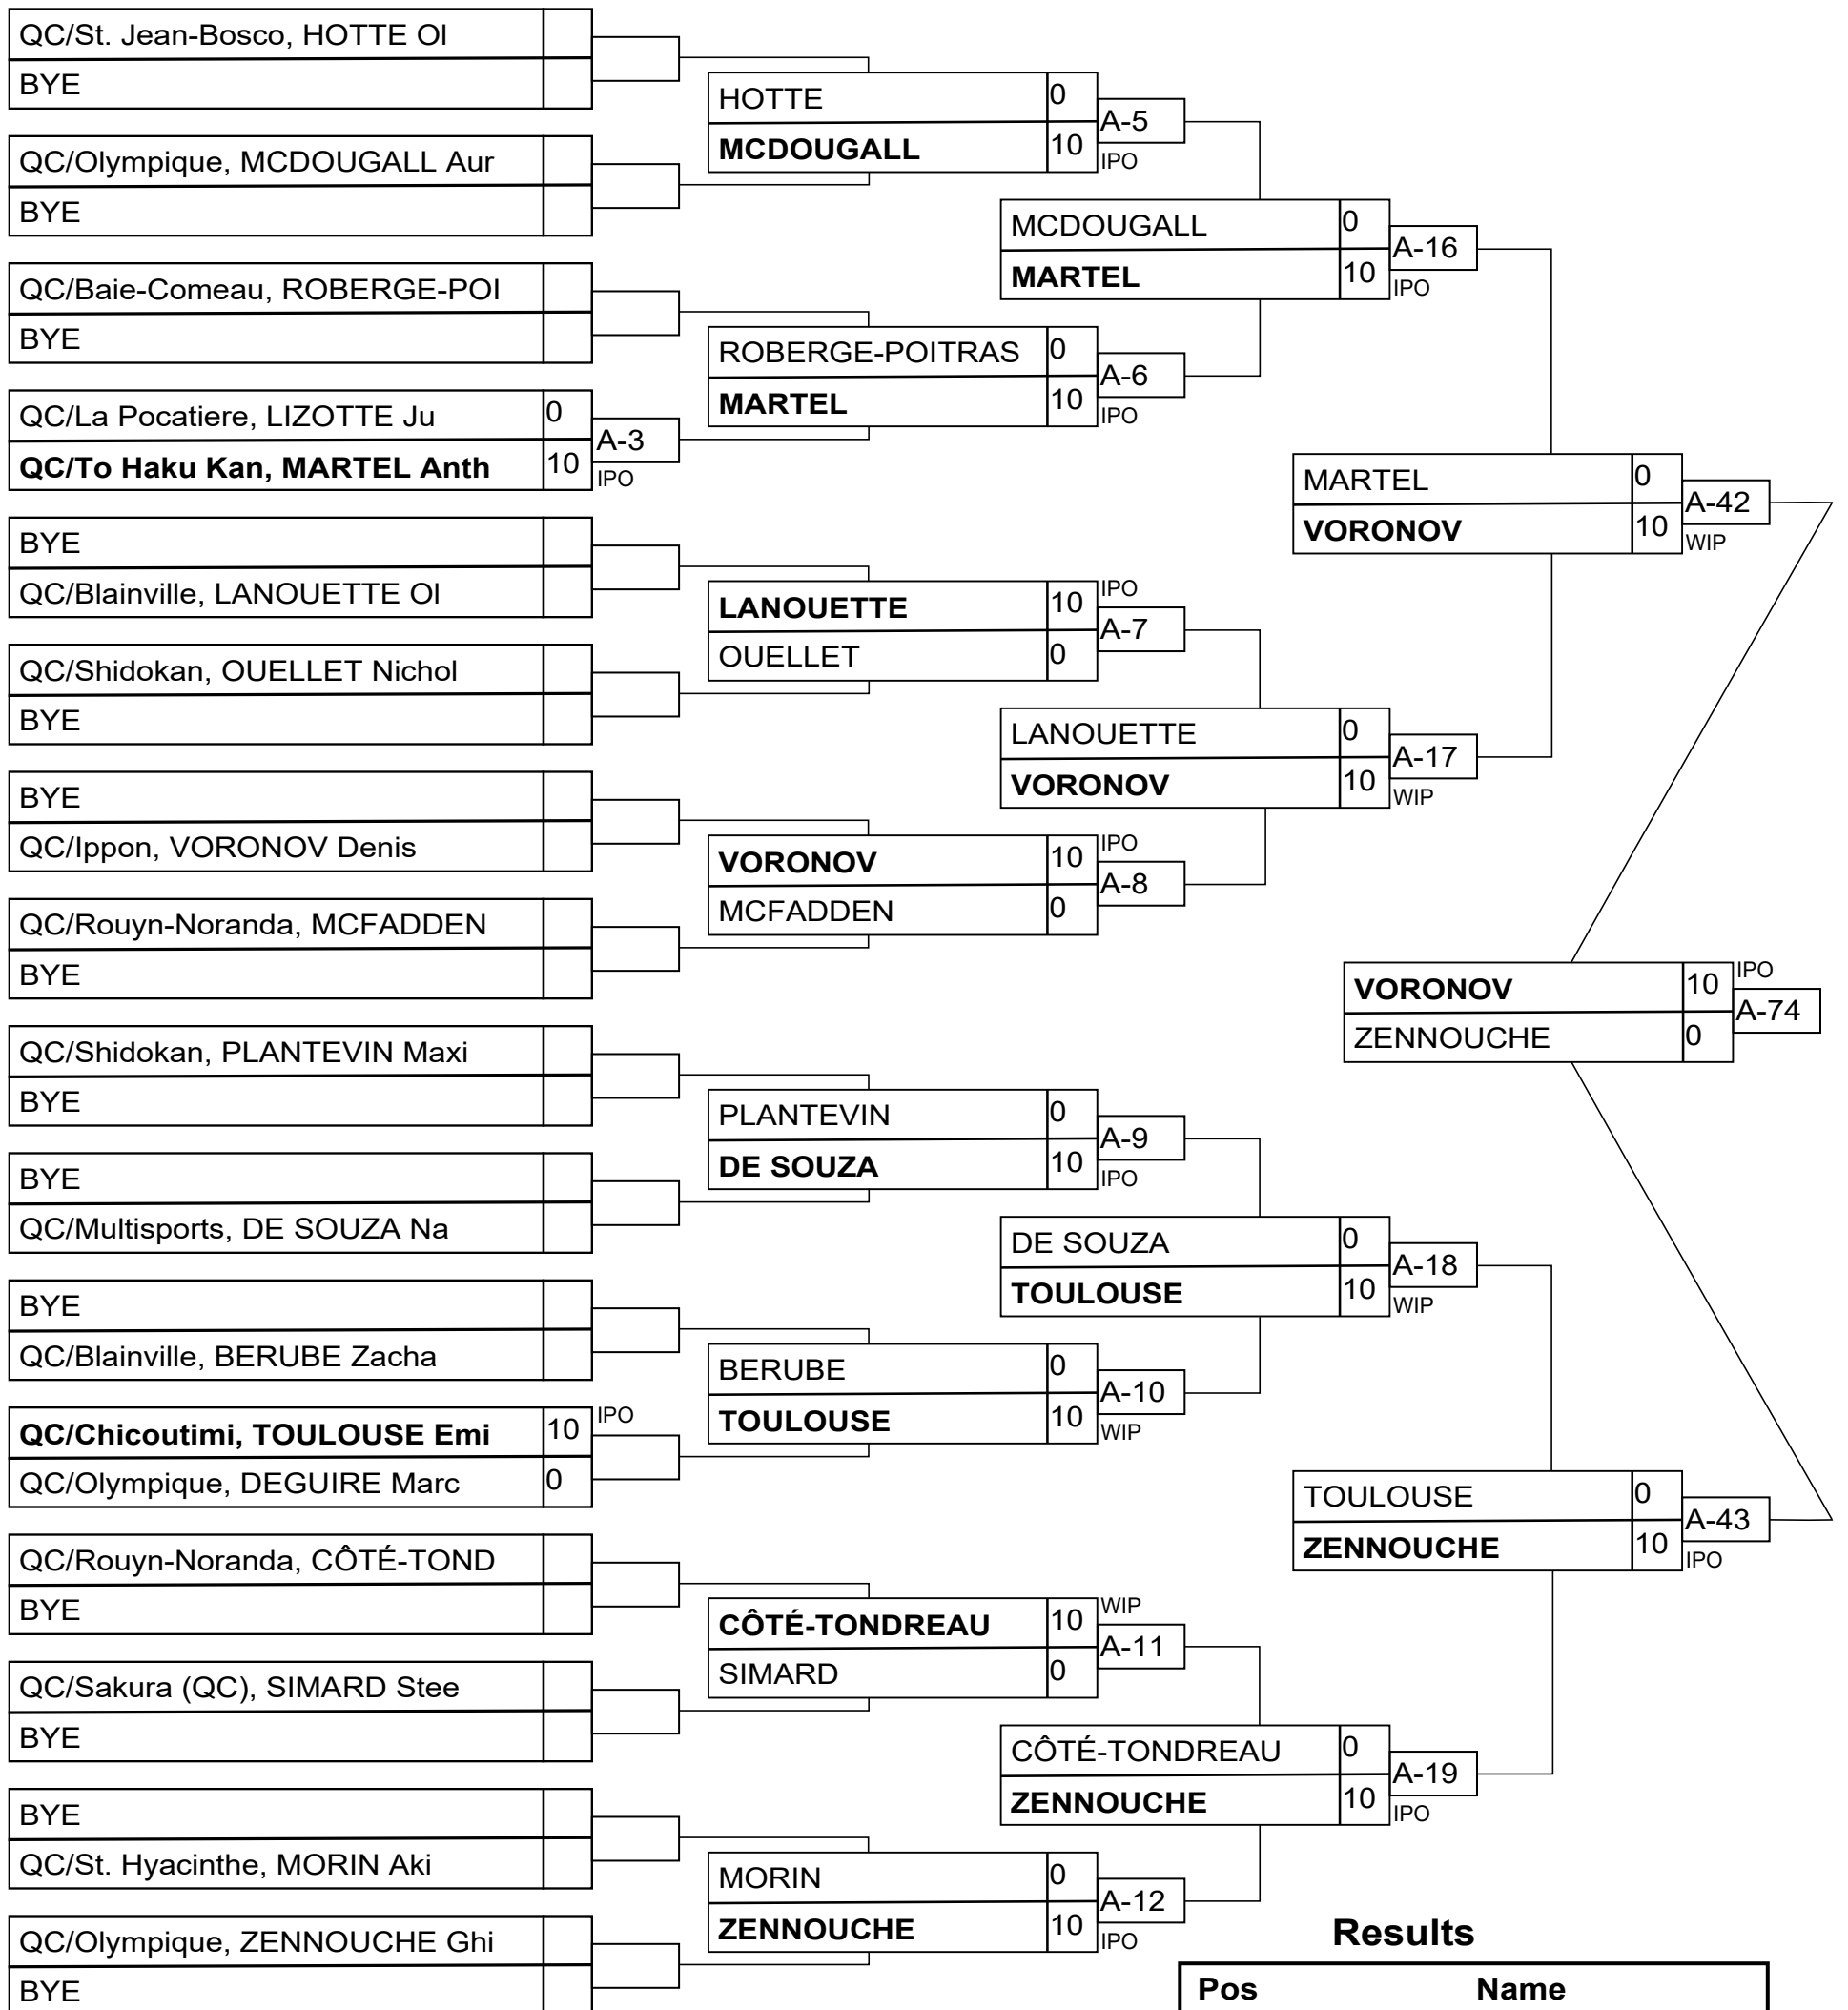 QC/St. Jean-Bosco, HOTTE Ol
BYE
QC/Olympique, MCDOUGALL Aur
BYE
QC/Baie-Comeau, ROBERGE-POI
BYE
QC/La Pocatiere, LIZOTTE Ju 0
QC/To Haku Kan, MARTEL Anth 10
A-3
IPO
BYE
QC/Blainville, LANOUETTE Ol
QC/Shidokan, OUELLET Nichol
BYE
BYE
QC/Ippon, VORONOV Denis
QC/Rouyn-Noranda, MCFADDEN
BYE
QC/Shidokan, PLANTEVIN Maxi
BYE
BYE
QC/Multisports, DE SOUZA Na
BYE
QC/Blainville, BERUBE Zacha
QC/Chicoutimi, TOULOUSE Emi 10
IPO
QC/Olympique, DEGUIRE Marc 0
QC/Rouyn-Noranda, CÔTÉ-TOND
BYE
QC/Sakura (QC), SIMARD Stee
BYE
BYE
QC/St. Hyacinthe, MORIN Aki
QC/Olympique, ZENNOUCHE Ghi
BYE
HOTTE 0
MCDOUGALL 10
A-5
IPO
ROBERGE-POITRAS 0
MARTEL 10
A-6
IPO
LANOUETTE 10
IPO
A-7
OUELLET 0
VORONOV 10
IPO
A-8
MCFADDEN 0
PLANTEVIN 0
DE SOUZA 10
A-9
IPO
BERUBE 0
TOULOUSE 10
A-10
WIP
CÔTÉ-TONDREAU 10
WIP
A-11
SIMARD 0
MORIN 0
ZENNOUCHE 10
A-12
IPO
MCDOUGALL 0
MARTEL 10
A-16
IPO
LANOUETTE 0
VORONOV 10
A-17
WIP
DE SOUZA 0
TOULOUSE 10
A-18
WIP
CÔTÉ-TONDREAU 0
ZENNOUCHE 10
A-19
IPO
MARTEL 0
VORONOV 10
A-42
WIP
TOULOUSE 0
ZENNOUCHE 10
A-43
IPO
VORONOV 10
IPO
A-74
ZENNOUCHE 0
Results
Pos Name